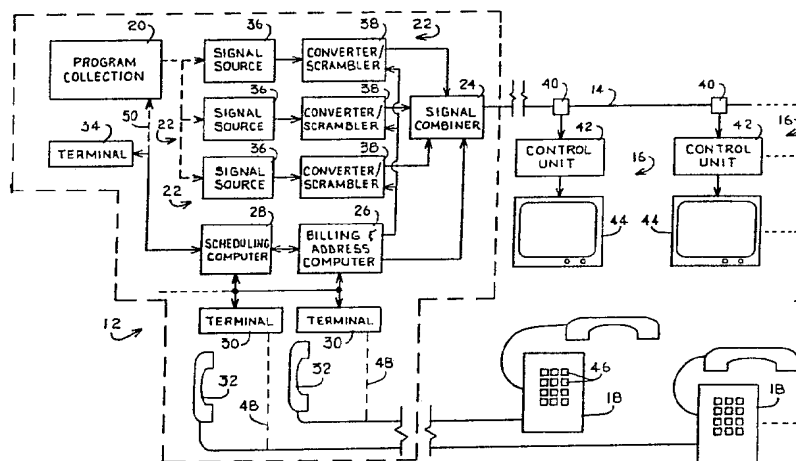 20
PROGRAM
COLLECTION
36
SIGNAL
SOURCE
38
CONVERTER/
SCRAMBLER
22
24
SIGNAL
COMBINER
40
14
40
16
34
50
22
TERMINAL
36
SIGNAL
SOURCE
38
CONVERTER/
SCRAMBLER
42
CONTROL
UNIT
16
42
CONTROL
UNIT
22
36
SIGNAL
SOURCE
38
CONVERTER/
SCRAMBLER
28
SCHEDULING
COMPUTER
26
BILLING &
ADDRESS
COMPUTER
44
44
12
TERMINAL
30
TERMINAL
30
32
48
32
48
46
18
18